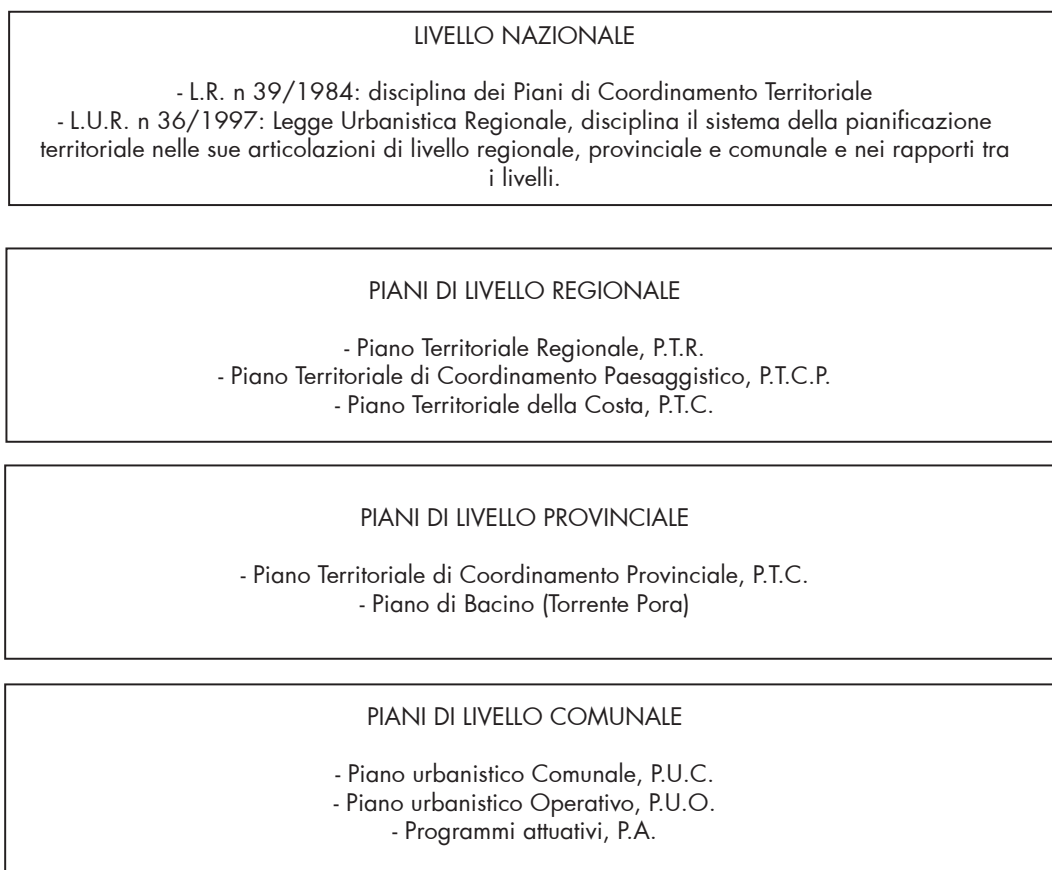 LIVELLO NAZIONALE
- L.R. n 39/1984: disciplina dei Piani di Coordinamento Territoriale
- L.U.R. n 36/1997: Legge Urbanistica Regionale, disciplina il sistema della pianificazione
territoriale nelle sue articolazioni di livello regionale, provinciale e comunale e nei rapporti tra
i livelli.
PIANI DI LIVELLO REGIONALE
- Piano Territoriale Regionale, P.T.R.
- Piano Territoriale di Coordinamento Paesaggistico, P.T.C.P.
- Piano Territoriale della Costa, P.T.C.
PIANI DI LIVELLO PROVINCIALE
- Piano Territoriale di Coordinamento Provinciale, P.T.C.
- Piano di Bacino (Torrente Pora)
PIANI DI LIVELLO COMUNALE
- Piano urbanistico Comunale, P.U.C.
- Piano urbanistico Operativo, P.U.O.
- Programmi attuativi, P.A.